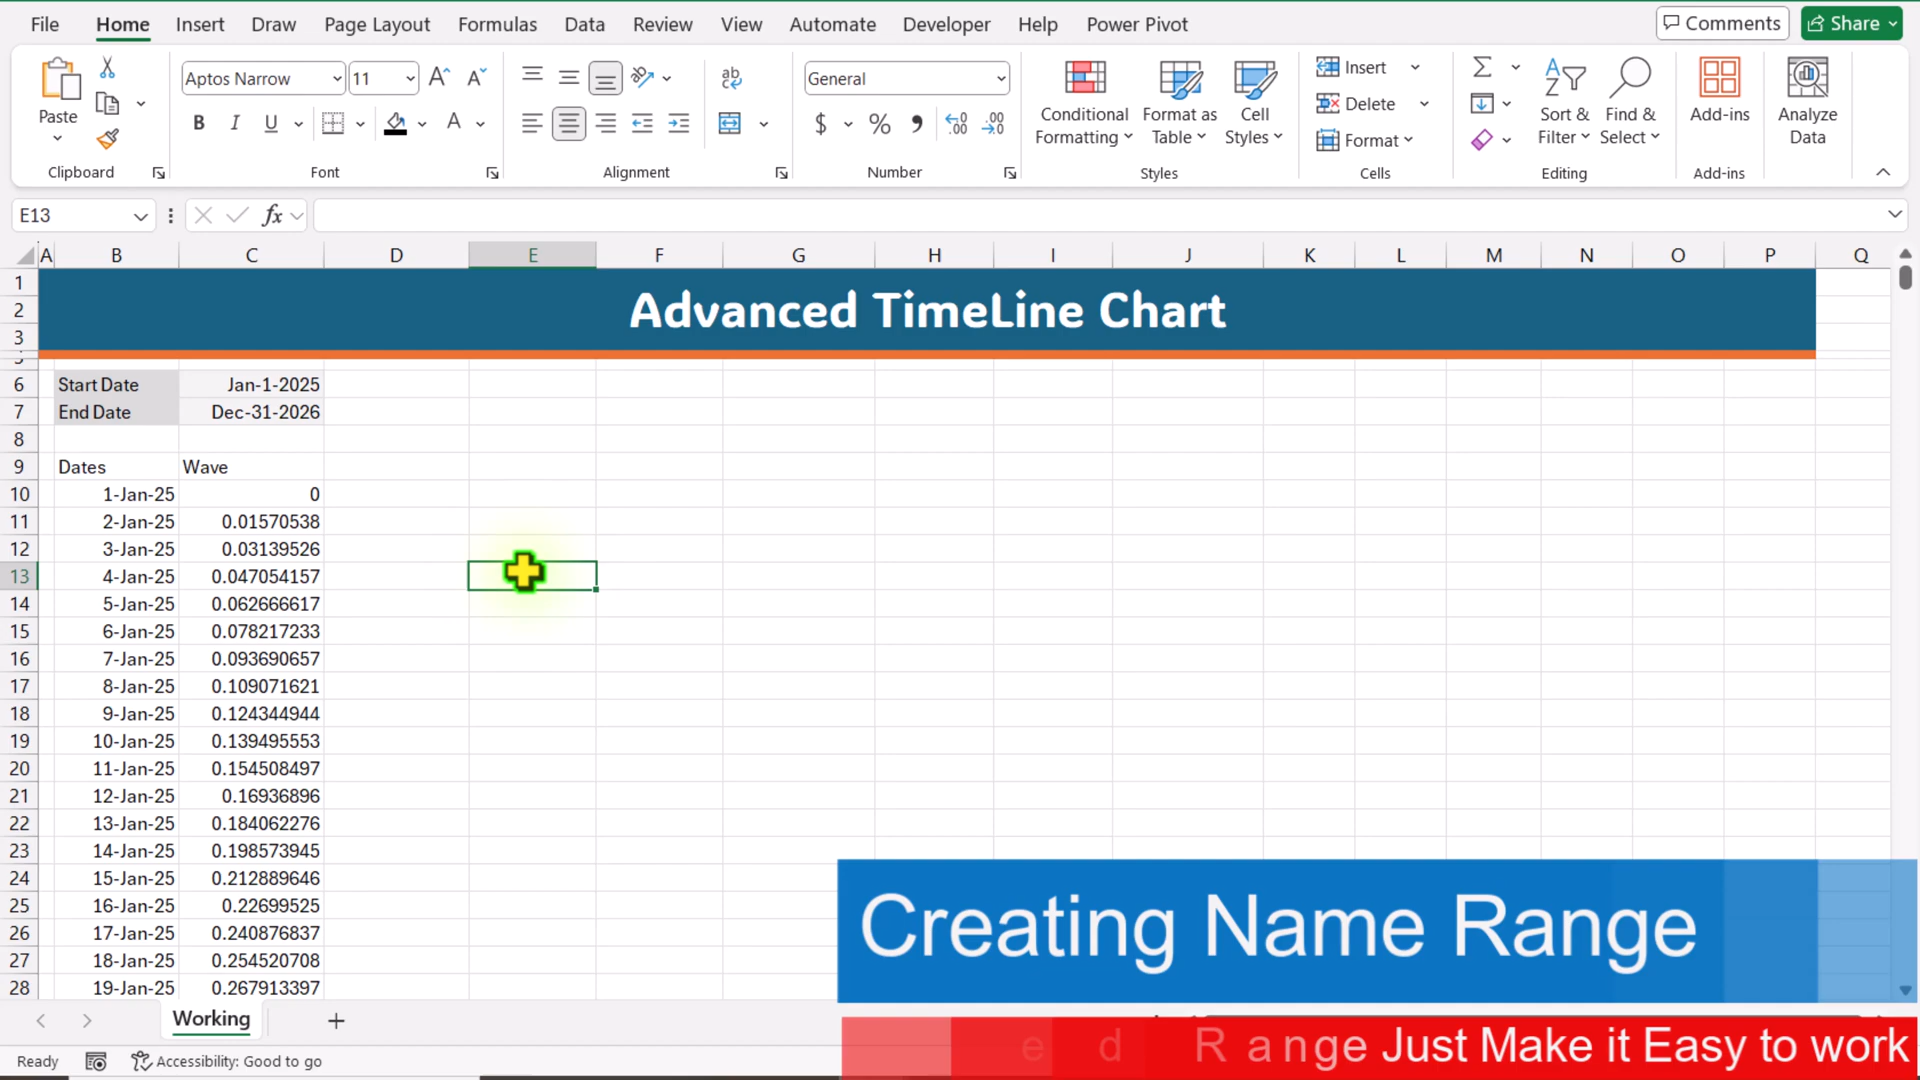 File Home Insert Draw Page Layout Formulas Data Review View Automate Developer Help Power Pivot Comments Share
Paste
Clipboard
Aptos Narrow 11
B I U
Font
Alignment
General
$ % 9
Number
Conditional Formatting
Format as Table
Cell Styles
Styles
Insert
Delete
Format
Cells
Sort & Filter
Find & Select
Editing
Add-ins
Add-ins
Analyze Data
E13 fx
A B C D E F G H I J K L M N O P Q
1
2 Advanced TimeLine Chart
3
6 Start Date Jan-1-2025
7 End Date Dec-31-2026
8
9 Dates Wave
10 1-Jan-25 0
11 2-Jan-25 0.01570538
12 3-Jan-25 0.03139526
13 4-Jan-25 0.047054157
14 5-Jan-25 0.062666617
15 6-Jan-25 0.078217233
16 7-Jan-25 0.093690657
17 8-Jan-25 0.109071621
18 9-Jan-25 0.124344944
19 10-Jan-25 0.139495553
20 11-Jan-25 0.154508497
21 12-Jan-25 0.16936896
22 13-Jan-25 0.184062276
23 14-Jan-25 0.198573945
24 15-Jan-25 0.212889646
25 16-Jan-25 0.22699525
26 17-Jan-25 0.240876837
27 18-Jan-25 0.254520708
28 19-Jan-25 0.267913397
Creating Name Range
Working
e d Range Just Make it Easy to work
Ready Accessibility: Good to go